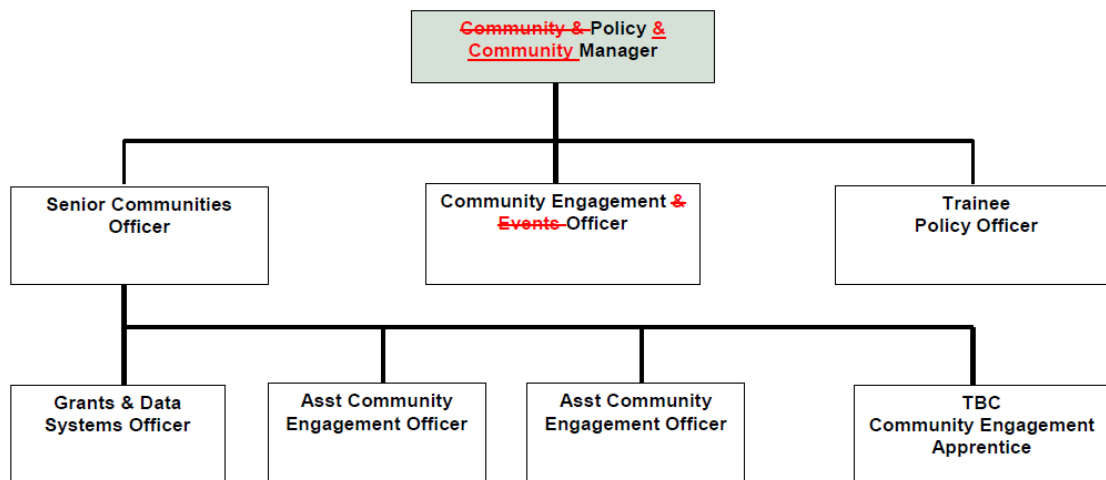 Community & Policy &
Community Manager
Senior Communities
Officer
Community Engagement &
Events Officer
Trainee
Policy Officer
Grants & Data
Systems Officer
Asst Community
Engagement Officer
Asst Community
Engagement Officer
TBC
Community Engagement
Apprentice